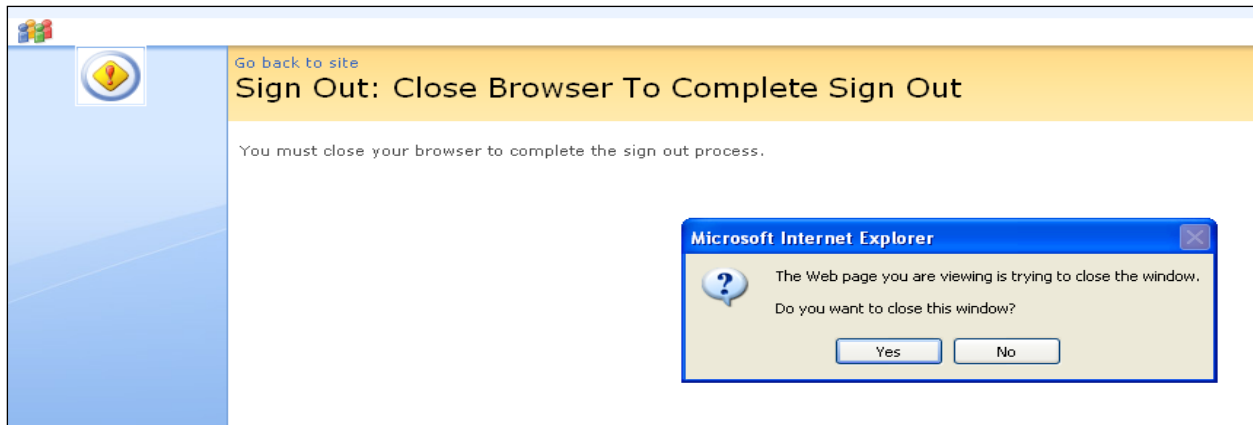 Go back to site
Sign Out: Close Browser To Complete Sign Out
You must close your browser to complete the sign out process.
Microsoft Internet Explorer
The Web page you are viewing is trying to close the window.
Do you want to close this window?
Yes No